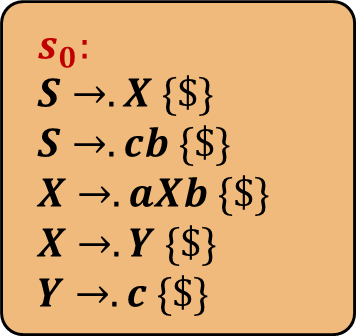 s₀:
S →. X {$}
S →. cb {$}
X →. aXb {$}
X →. Y {$}
Y →. c {$}